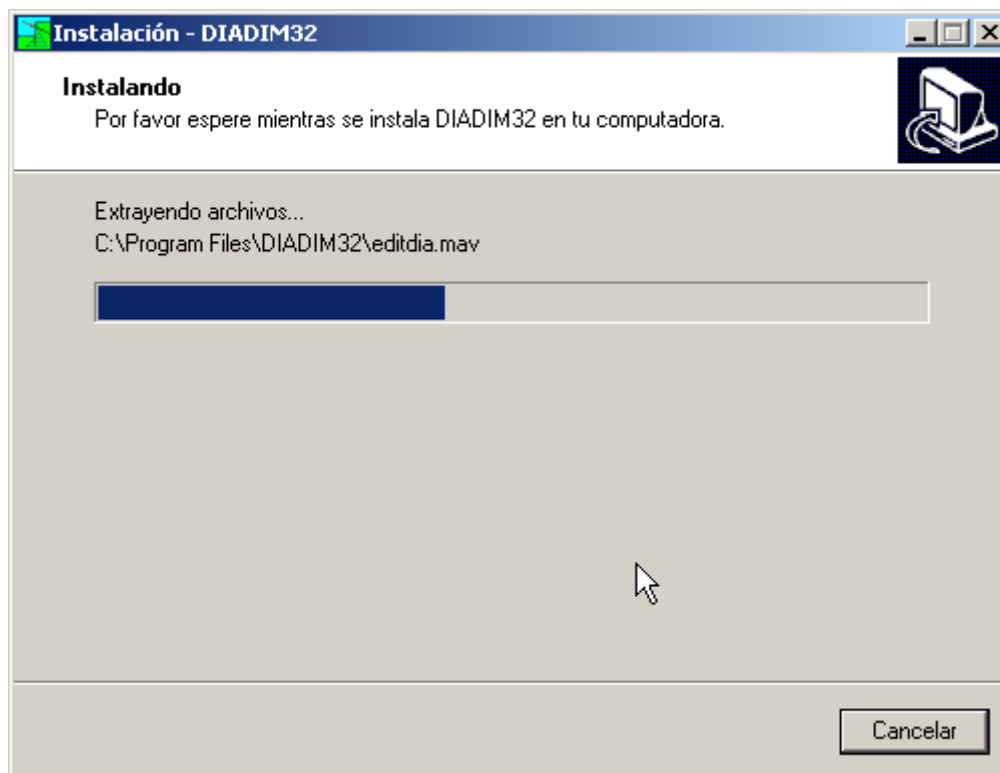 Instalación - DIADIM32
Instalando
Por favor espere mientras se instala DIADIM32 en tu computadora.
Extrayendo archivos...
C:\Program Files\DIADIM32\editdia.mav
Cancelar